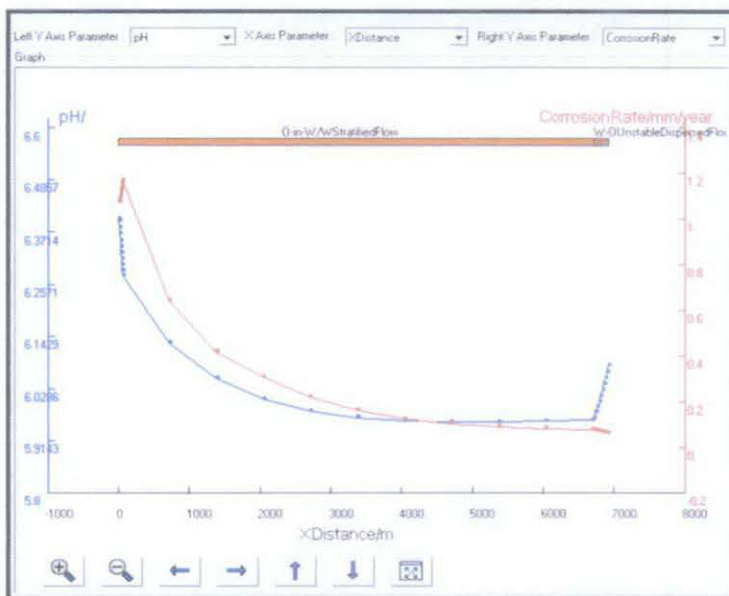 Left Y Axis Parameter pH X Axis Parameter XDistance Right Y Axis Parameter CorrosionRate
Graph
pH/ CorrosionRate/mm/year
O-in-W/WStratifiedFlow W-OUnstableDispersedFlow
6.6 1.4
6.4857 1.2
6.3714 1
6.2571 0.8
6.1429 0.6
0.4
6.0286 0.2
5.9143 0
5.8 -0.2
-1000 0 1000 2000 3000 4000 5000 6000 7000 8000
XDistance/m